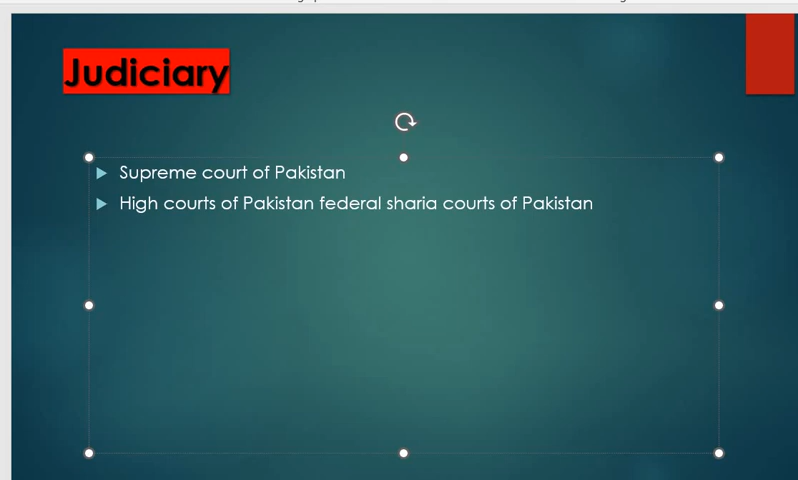 Judiciary
Supreme court of Pakistan
High courts of Pakistan federal sharia courts of Pakistan